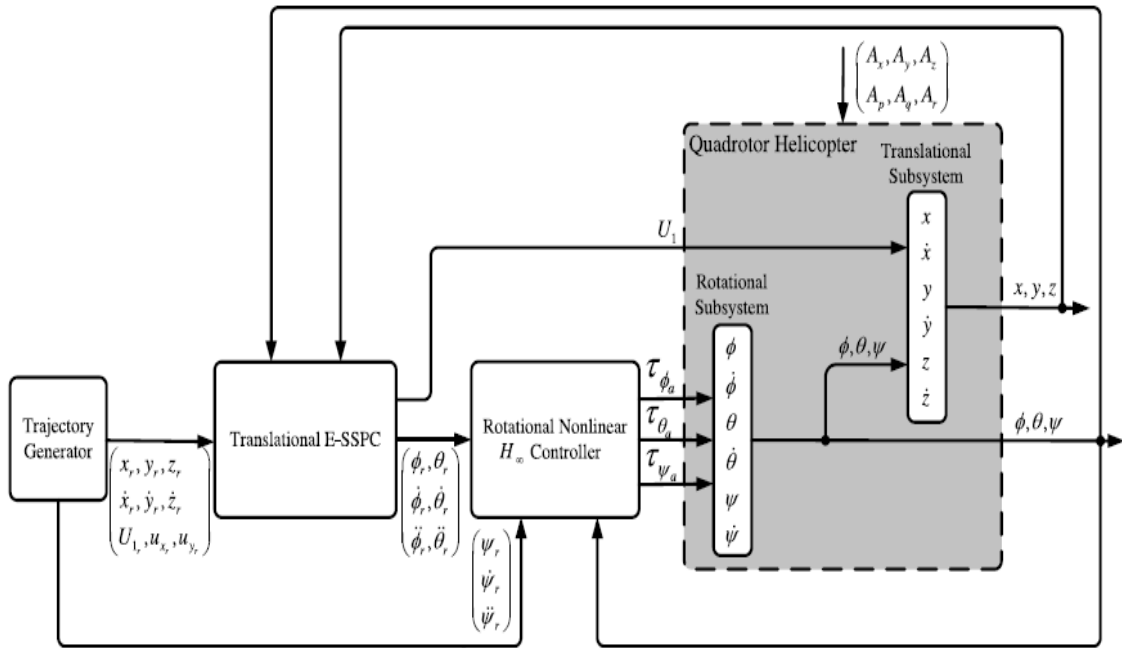 (A_x, A_y, A_z
A_p, A_q, A_r)
Quadrotor Helicopter
Translational
Subsystem
x
ẋ
y
ẏ
z
ż
U_1
x, y, z
Rotational
Subsystem
ϕ
ϕ̇
θ
θ̇
ψ
ψ̇
ϕ,θ,ψ
ϕ,θ,ψ
τ_ϕ_a
τ_θ_a
τ_ψ_a
Trajectory
Generator
Translational E-SSPC
Rotational Nonlinear
H_∞ Controller
(x_r, y_r, z_r
ẋ_r, ẏ_r, ż_r
U_1_r, u_x_r, u_y_r)
(ϕ_r, θ_r
ϕ̇_r, θ̇_r
ϕ̈_r, θ̈_r)
(ψ_r
ψ̇_r
ψ̈_r)